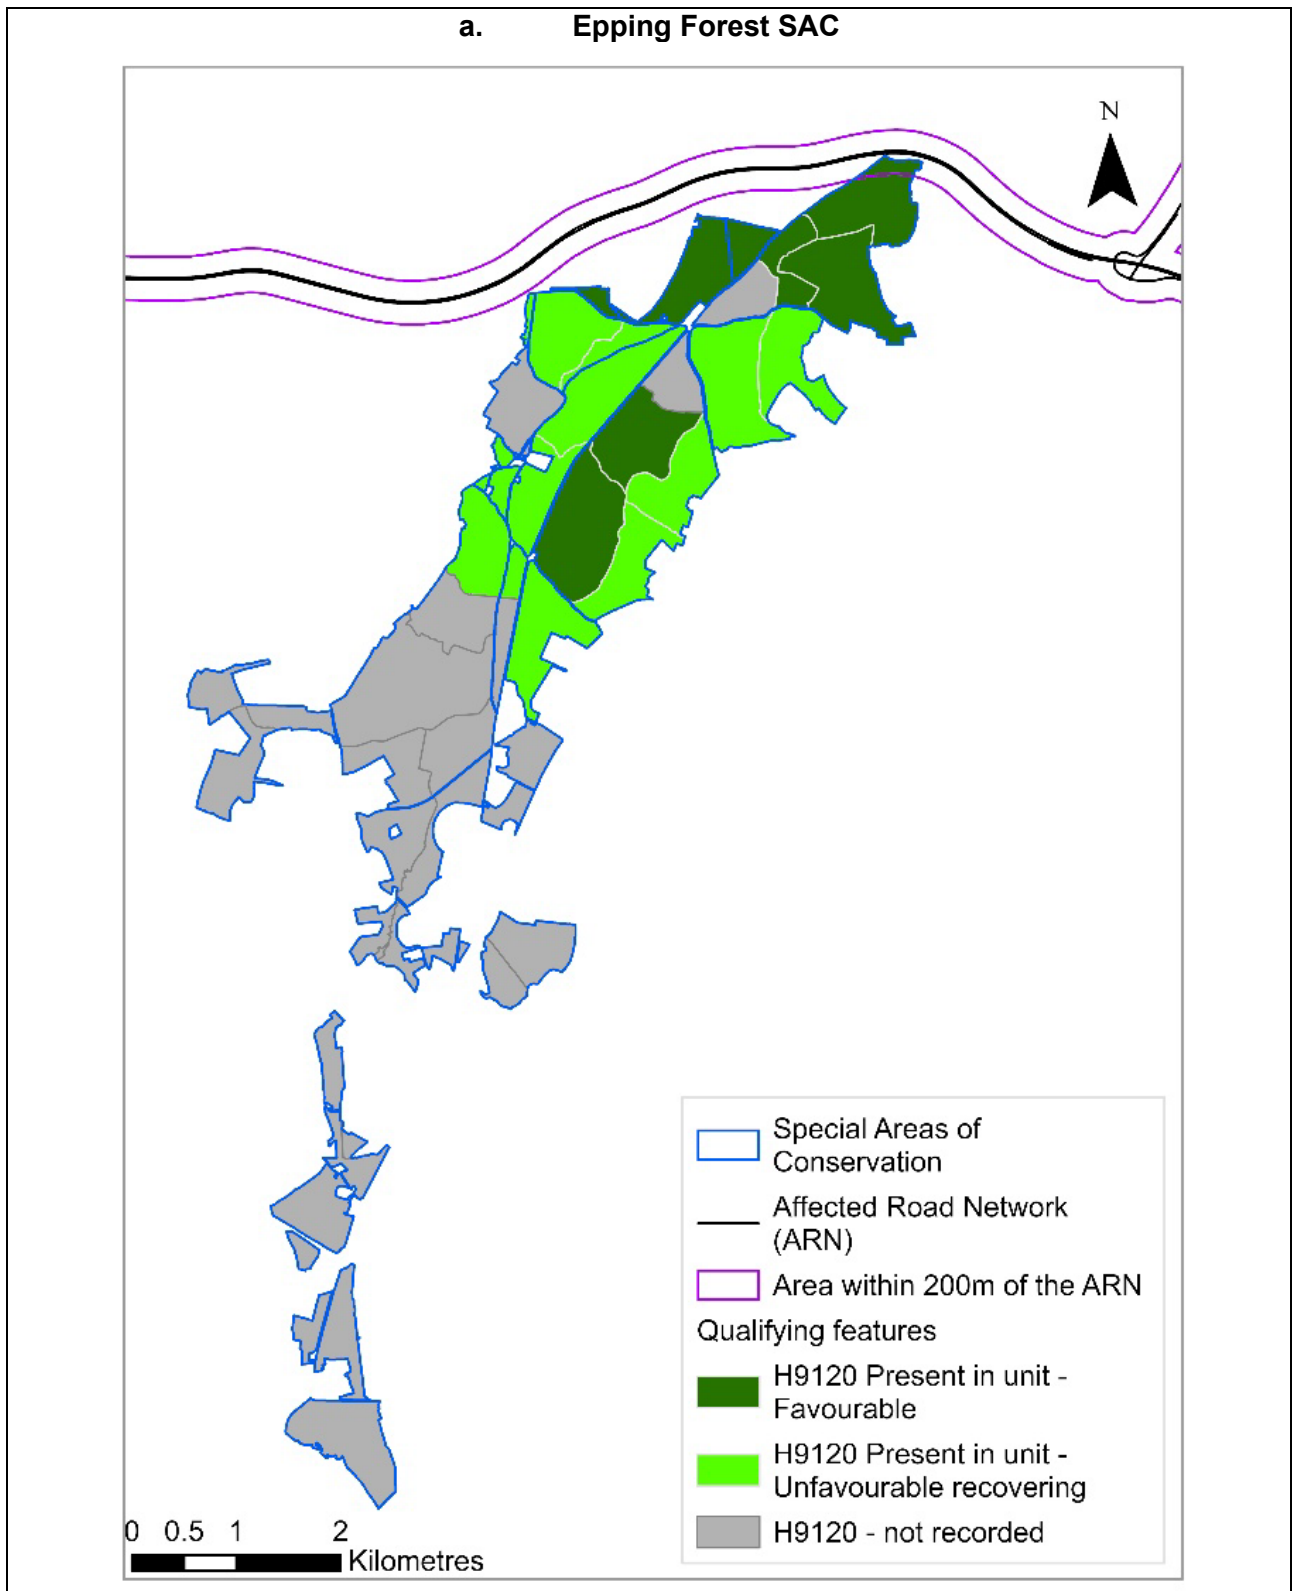 a. Epping Forest SAC
N
Special Areas of
Conservation
Affected Road Network
(ARN)
Area within 200m of the ARN
Qualifying features
H9120 Present in unit -
Favourable
H9120 Present in unit -
Unfavourable recovering
H9120 - not recorded
0 0.5 1 2
Kilometres